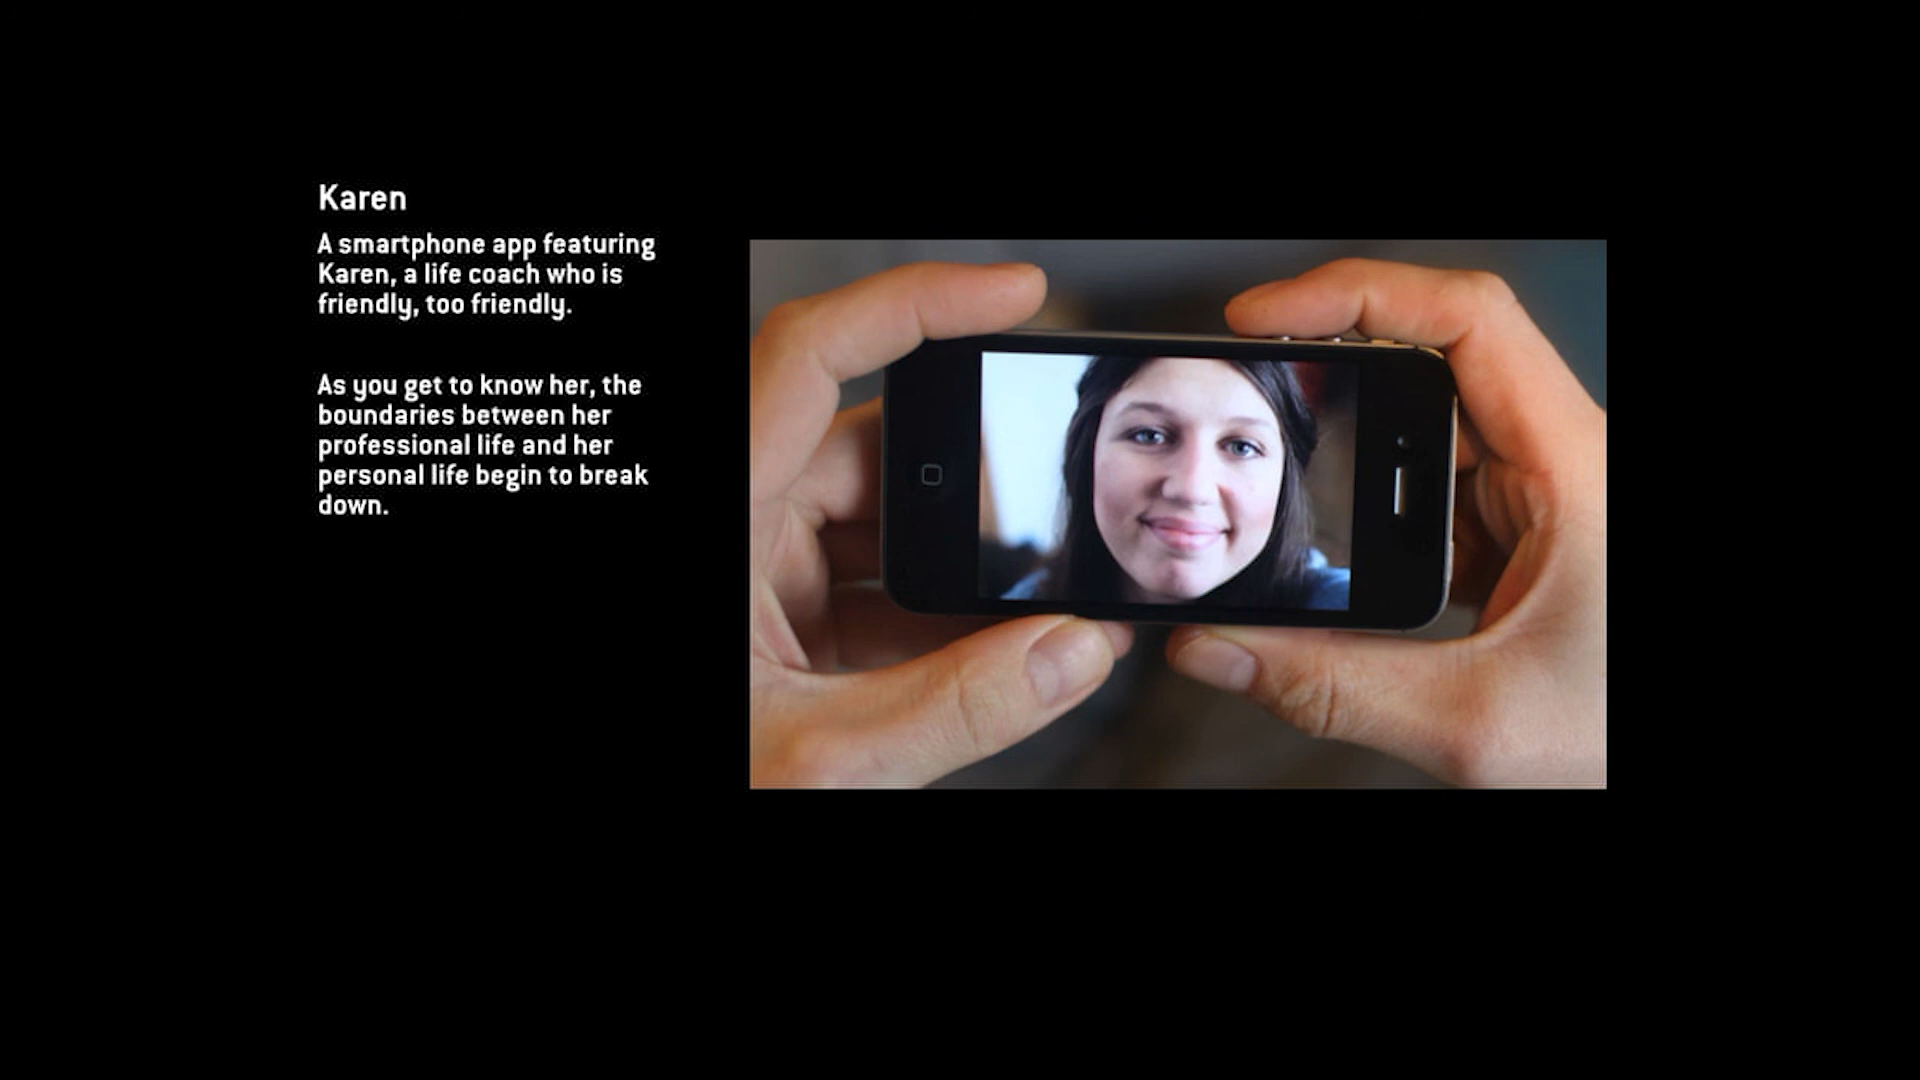 Karen
A smartphone app featuring
Karen, a life coach who is
friendly, too friendly.
As you get to know her, the
boundaries between her
professional life and her
personal life begin to break
down.